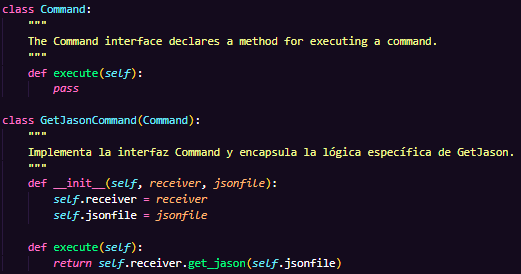 class Command:
    """
    The Command interface declares a method for executing a command.
    """
    def execute(self):
        pass

class GetJasonCommand(Command):
    """
    Implementa la interfaz Command y encapsula la lógica específica de GetJason.
    """
    def __init__(self, receiver, jsonfile):
        self.receiver = receiver
        self.jsonfile = jsonfile

    def execute(self):
        return self.receiver.get_jason(self.jsonfile)